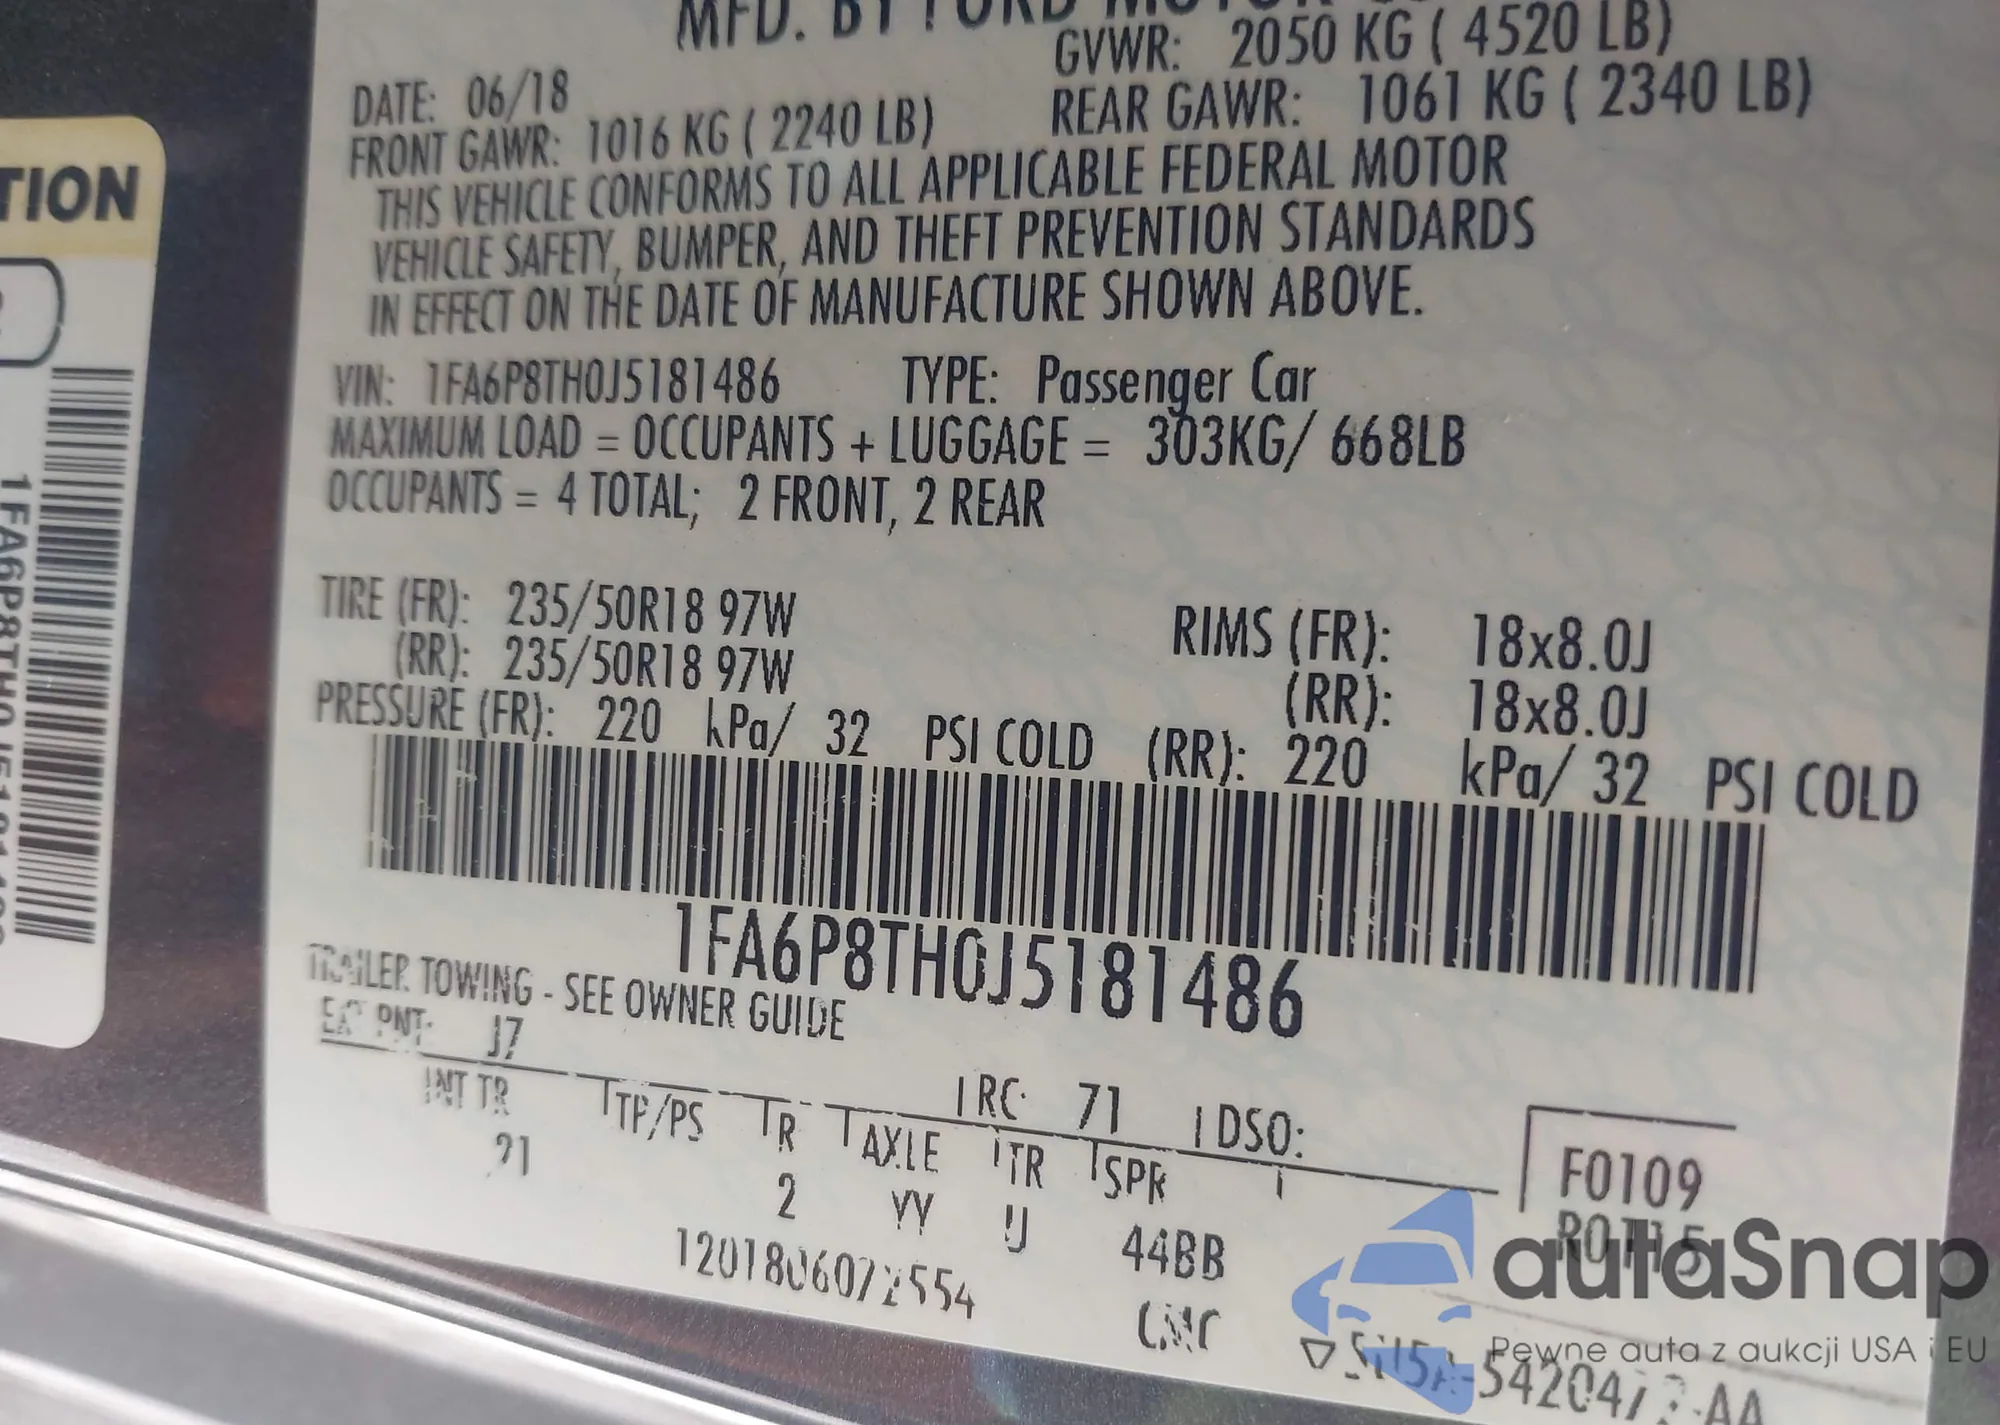 MFD. BY FORD MOTOR
GVWR: 2050 KG ( 4520 LB)
DATE: 06/18
FRONT GAWR: 1016 KG ( 2240 LB)
REAR GAWR: 1061 KG ( 2340 LB)
THIS VEHICLE CONFORMS TO ALL APPLICABLE FEDERAL MOTOR
VEHICLE SAFETY, BUMPER, AND THEFT PREVENTION STANDARDS
IN EFFECT ON THE DATE OF MANUFACTURE SHOWN ABOVE.
VIN: 1FA6P8TH0J5181486 TYPE: Passenger Car
MAXIMUM LOAD = OCCUPANTS + LUGGAGE = 303KG/ 668LB
OCCUPANTS = 4 TOTAL; 2 FRONT, 2 REAR
TIRE (FR): 235/50R18 97W RIMS (FR): 18x8.0J
(RR): 235/50R18 97W (RR): 18x8.0J
PRESSURE (FR): 220 kPa/ 32 PSI COLD (RR): 220 kPa/ 32 PSI COLD
1FA6P8TH0J5181486
TRAILER TOWING - SEE OWNER GUIDE
EXT PNT: J7 RC: 71 DSO:
INT TR TP/PS R AXLE TR SPR
2 YY 44BB
F0109
TION
autaSnap
Pewne auta z aukcji USA i EU